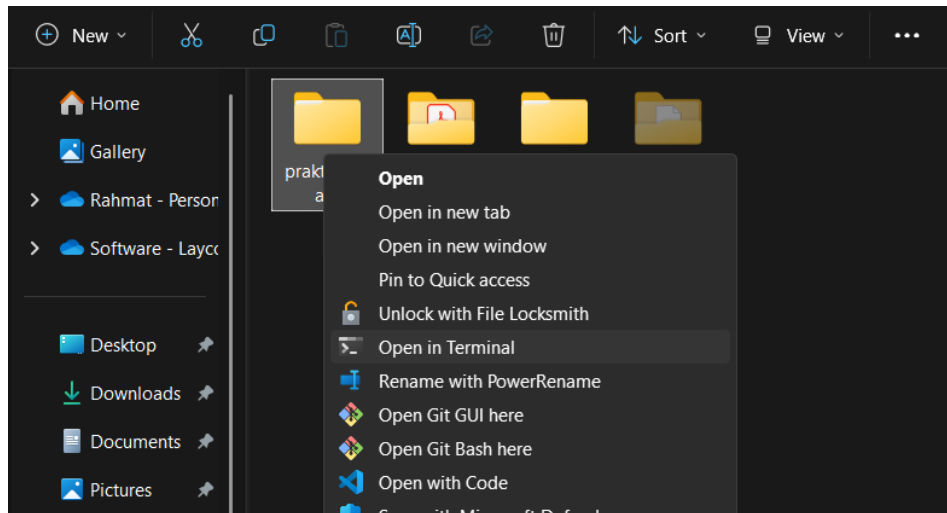 New
Sort
View
Home
Gallery
Rahmat - Person
Software - Layco
Desktop
Downloads
Documents
Pictures
prakt
a
Open
Open in new tab
Open in new window
Pin to Quick access
Unlock with File Locksmith
Open in Terminal
Rename with PowerRename
Open Git GUI here
Open Git Bash here
Open with Code